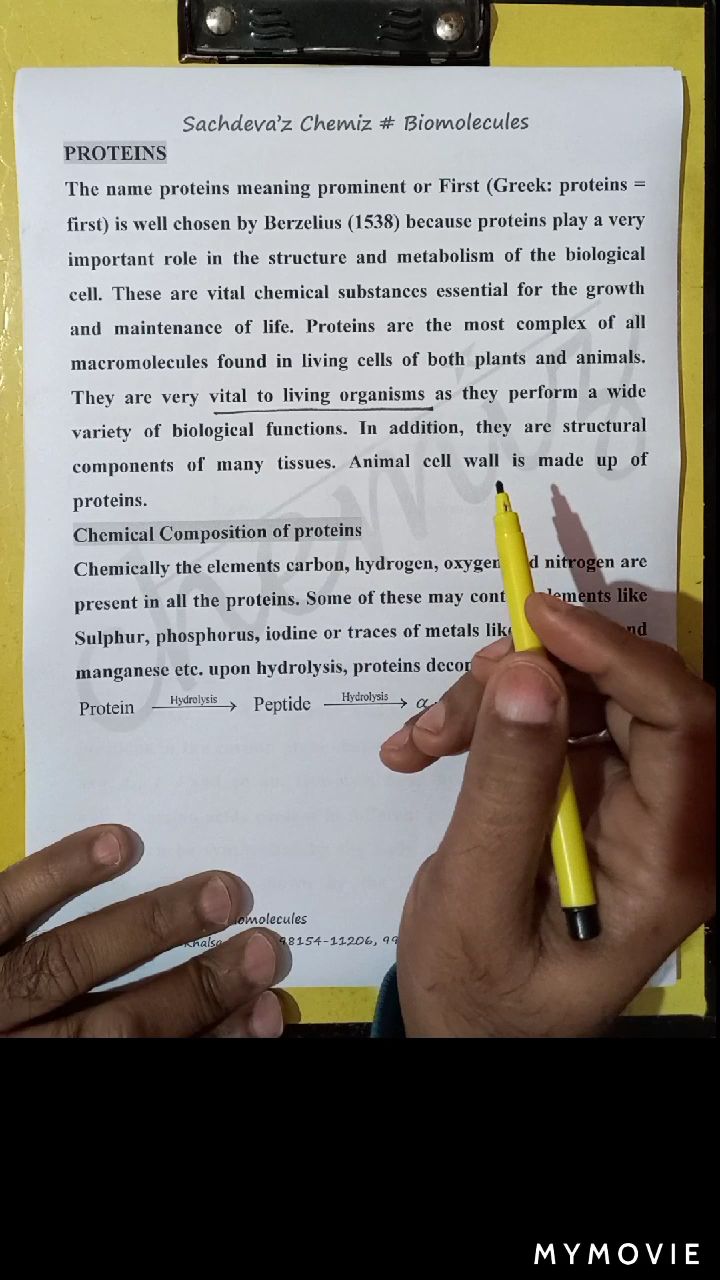 Sachdeva'z Chemiz # Biomolecules
PROTEINS
The name proteins meaning prominent or First (Greek: proteins =
first) is well chosen by Berzelius (1538) because proteins play a very
important role in the structure and metabolism of the biological
cell. These are vital chemical substances essential for the growth
and maintenance of life. Proteins are the most complex of all
macromolecules found in living cells of both plants and animals.
They are very vital to living organisms as they perform a wide
variety of biological functions. In addition, they are structural
components of many tissues. Animal cell wall is made up of
proteins.
Chemical Composition of proteins
Chemically the elements carbon, hydrogen, oxygen nitrogen are
present in all the proteins. Some of these may like
Sulphur, phosphorus, iodine or traces of metals
manganese etc. upon hydrolysis, proteins
Protein Hydrolysis → Peptide Hydrolysis → α
98154-11206,
chemiz
MYMOVIE